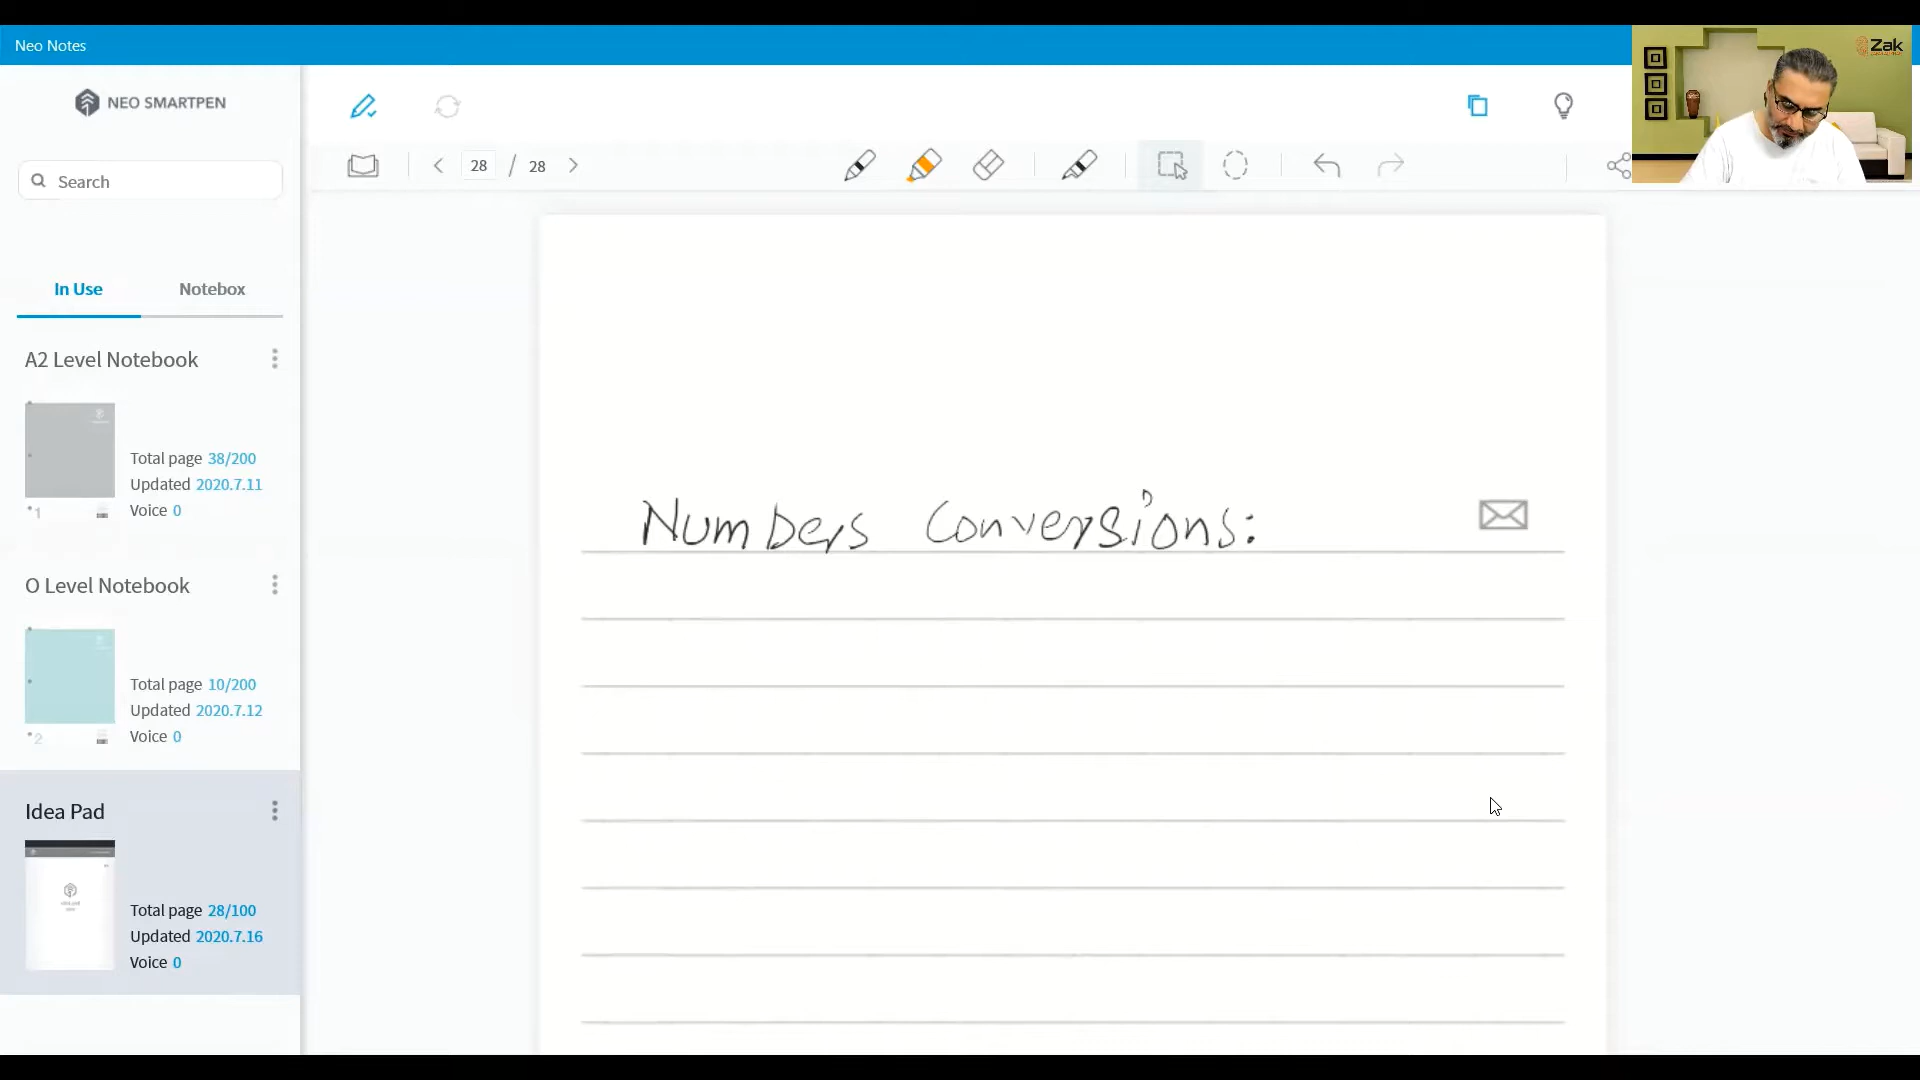 Neo Notes
Zak
NEO SMARTPEN
28 / 28
Search
In Use Notebox
A2 Level Notebook
Total page 38/200
Updated 2020.7.11
Voice 0
1
Numbers Conversions:
O Level Notebook
Total page 10/200
Updated 2020.7.12
Voice 0
2
Idea Pad
Total page 28/100
Updated 2020.7.16
Voice 0